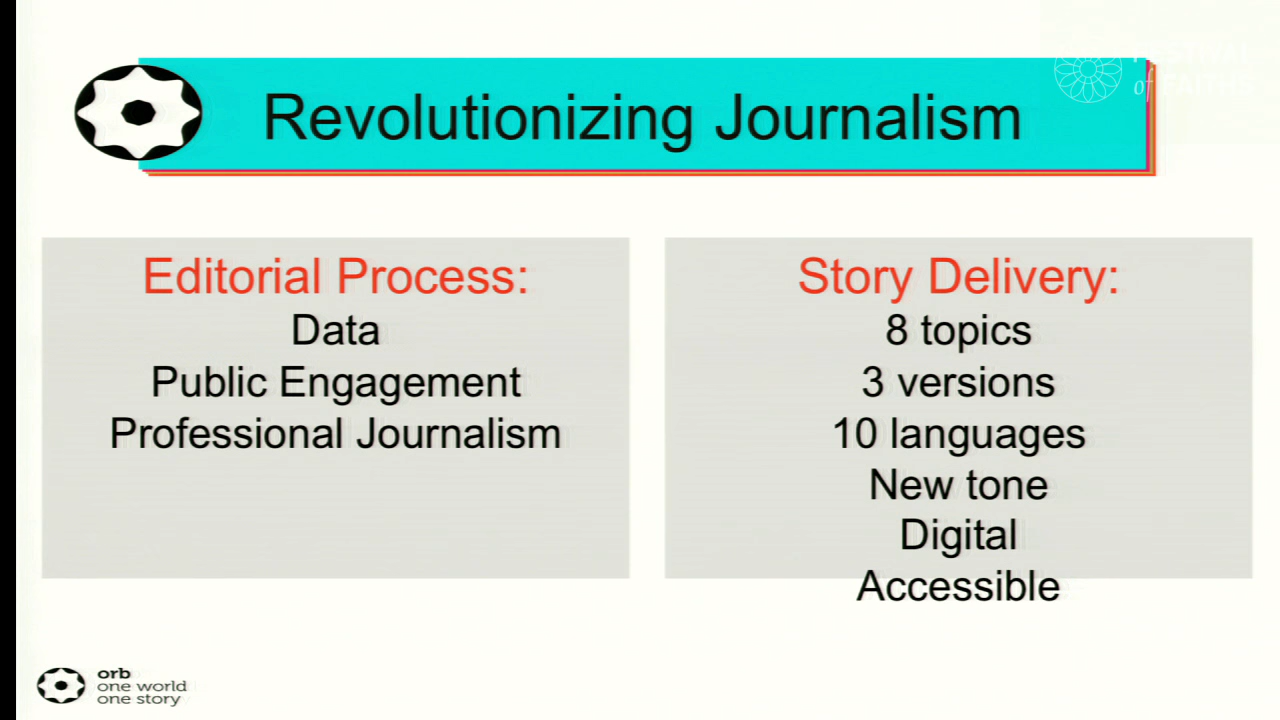 Revolutionizing Journalism
Editorial Process:
Data
Public Engagement
Professional Journalism
Story Delivery:
8 topics
3 versions
10 languages
New tone
Digital
Accessible
orb
one world
one story